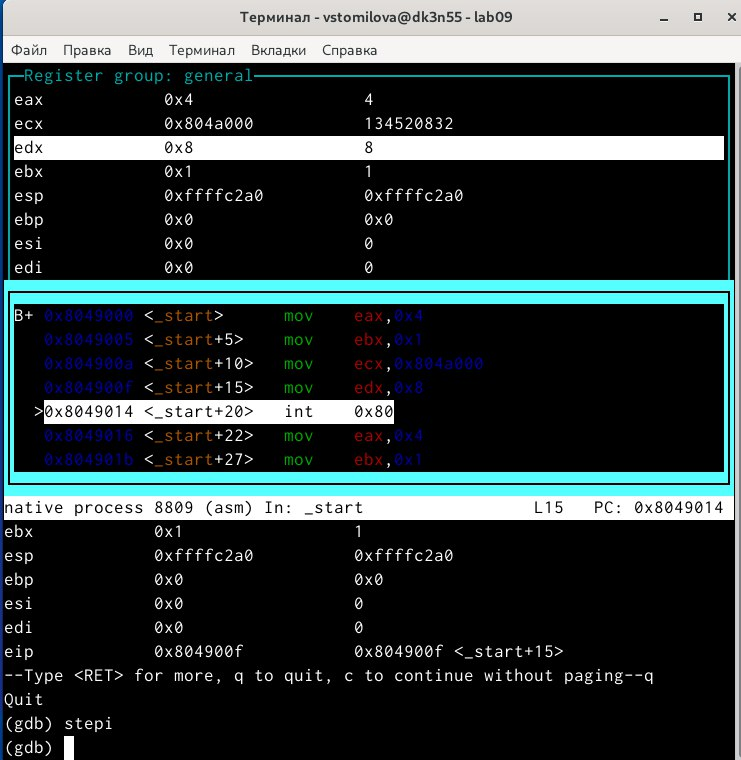 Терминал - vstomilova@dk3n55 - lab09
Файл Правка Вид Терминал Вкладки Справка
Register group: general
eax 0x4 4
ecx 0x804a000 134520832
edx 0x8 8
ebx 0x1 1
esp 0xffffc2a0 0xffffc2a0
ebp 0x0 0x0
esi 0x0 0
edi 0x0 0
B+ 0x8049000 <_start> mov eax,0x4
0x8049005 <_start+5> mov ebx,0x1
0x804900a <_start+10> mov ecx,0x804a000
0x804900f <_start+15> mov edx,0x8
>0x8049014 <_start+20> int 0x80
0x8049016 <_start+22> mov eax,0x4
0x804901b <_start+27> mov ebx,0x1
native process 8809 (asm) In: _start L15 PC: 0x8049014
ebx 0x1 1
esp 0xffffc2a0 0xffffc2a0
ebp 0x0 0x0
esi 0x0 0
edi 0x0 0
eip 0x804900f 0x804900f <_start+15>
--Type <RET> for more, q to quit, c to continue without paging--q
Quit
(gdb) stepi
(gdb)